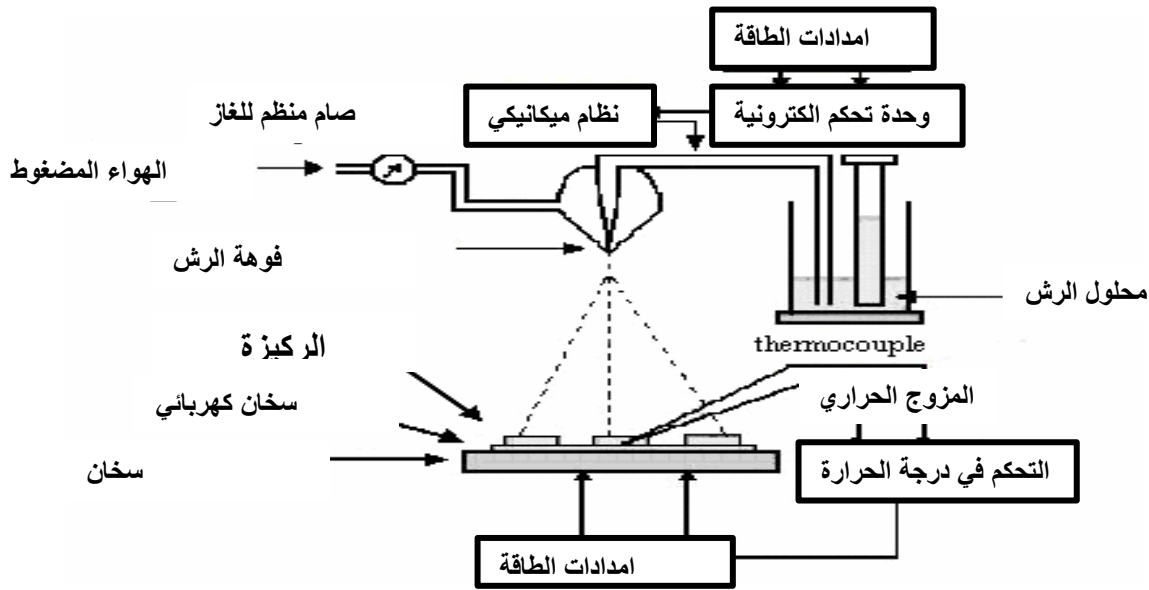 امدادات الطاقة
وحدة تحكم الكترونية
نظام ميكانيكي
صام منظم للغاز
الهواء المضغوط
فوهة الرش
محلول الرش
thermocouple
الركيزة
المزوج الحراري
سخان كهربائي
سخان
التحكم في درجة الحرارة
امدادات الطاقة